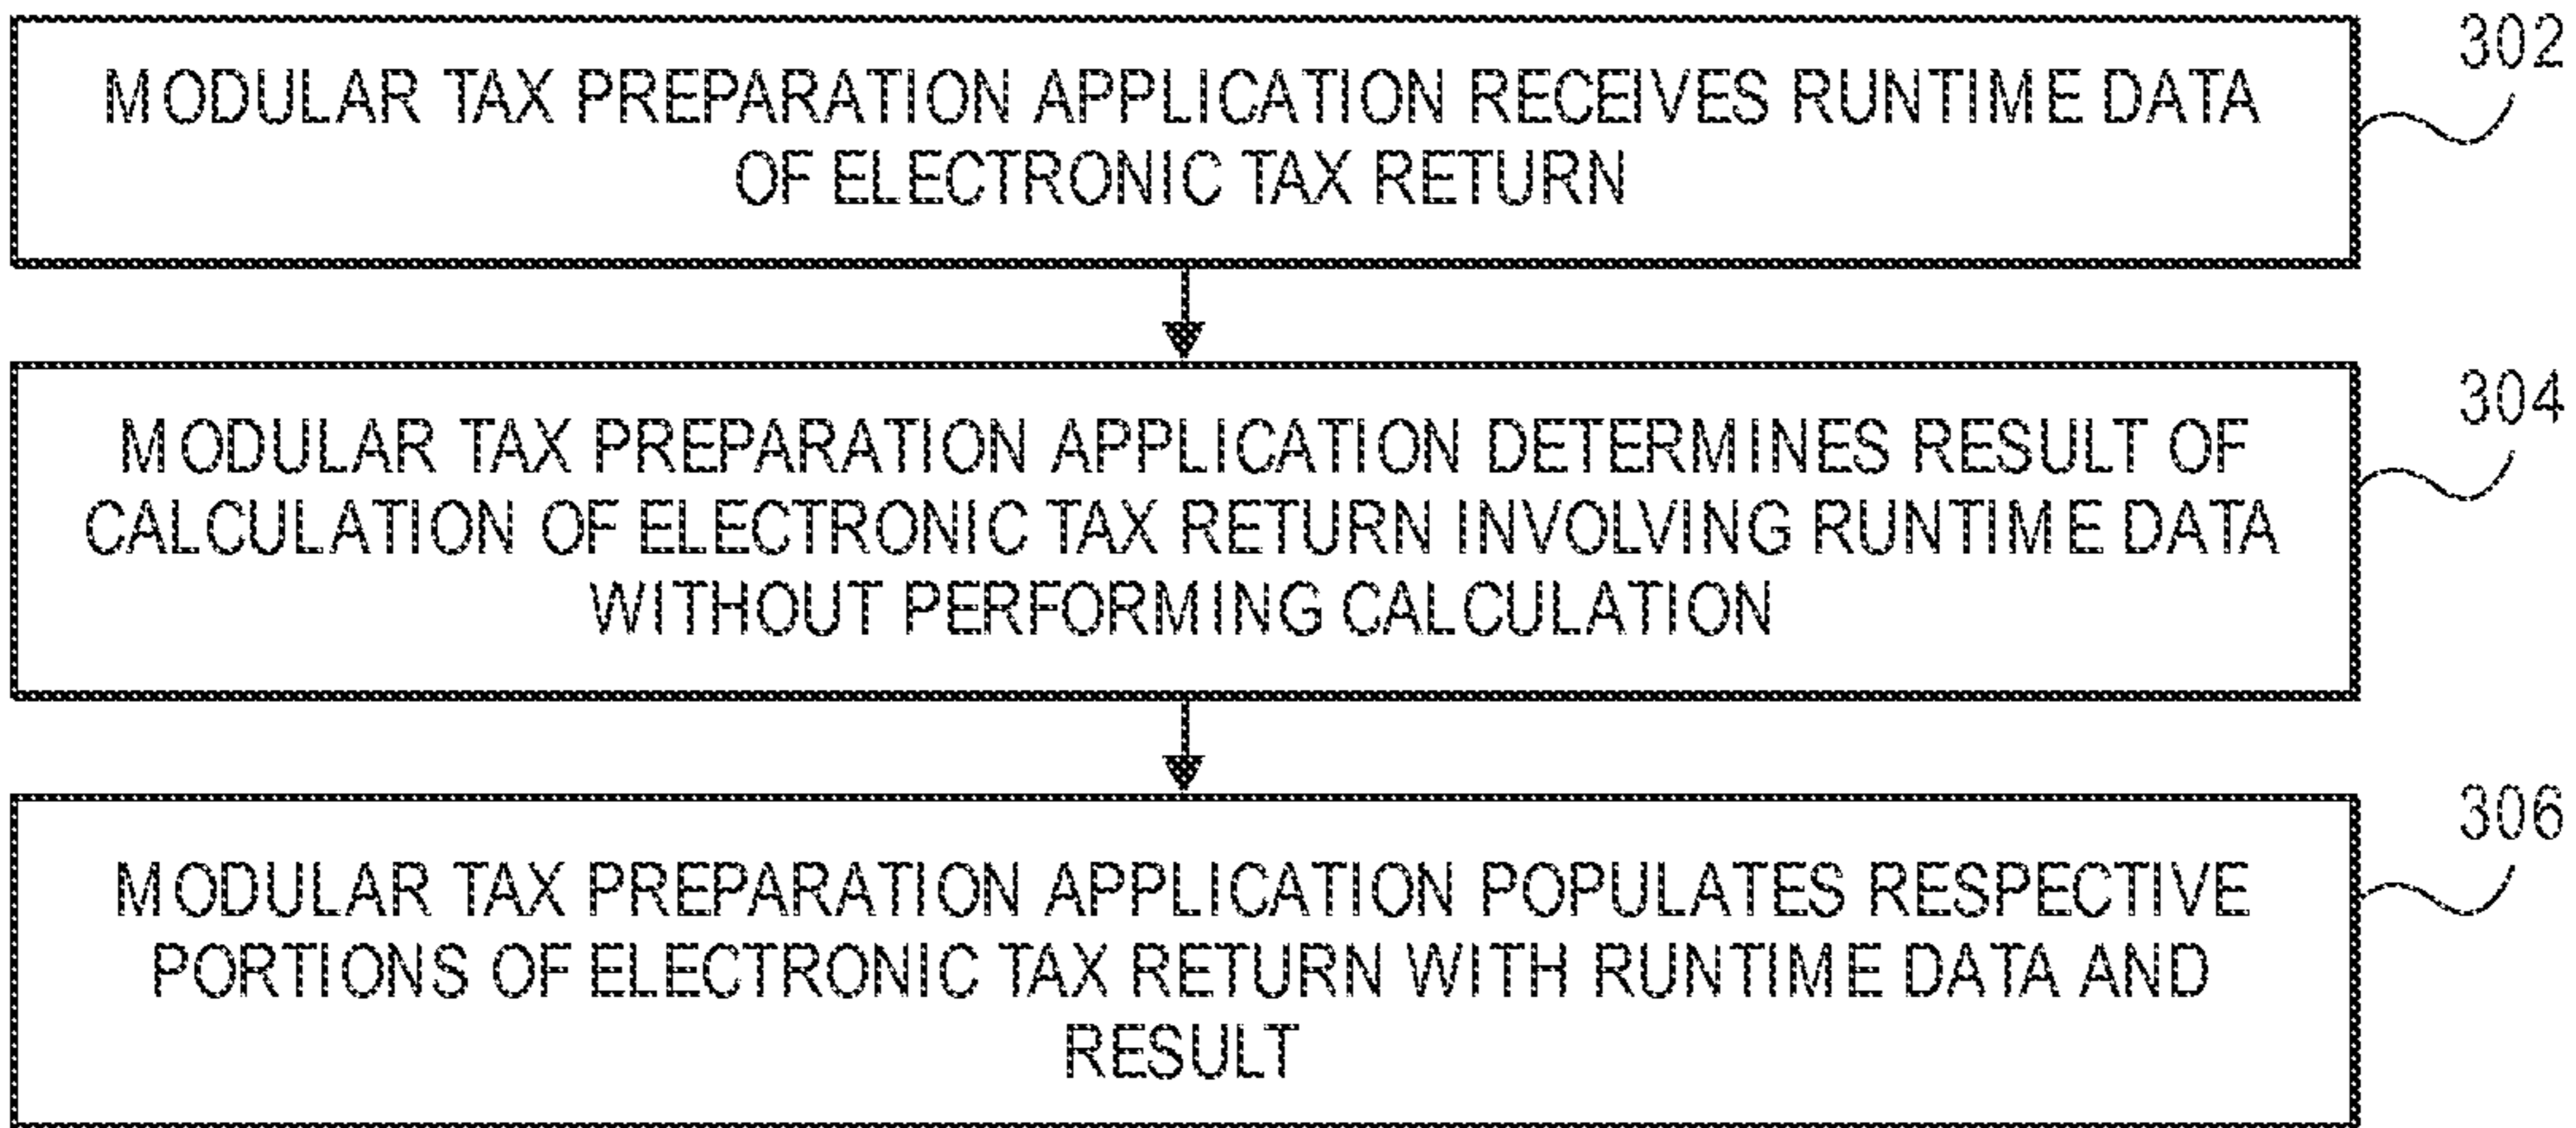 302
MODULAR TAX PREPARATION APPLICATION RECEIVES RUNTIME DATA
OF ELECTRONIC TAX RETURN
304
MODULAR TAX PREPARATION APPLICATION DETERMINES RESULT OF
CALCULATION OF ELECTRONIC TAX RETURN INVOLVING RUNTIME DATA
WITHOUT PERFORMING CALCULATION
306
MODULAR TAX PREPARATION APPLICATION POPULATES RESPECTIVE
PORTIONS OF ELECTRONIC TAX RETURN WITH RUNTIME DATA AND
RESULT